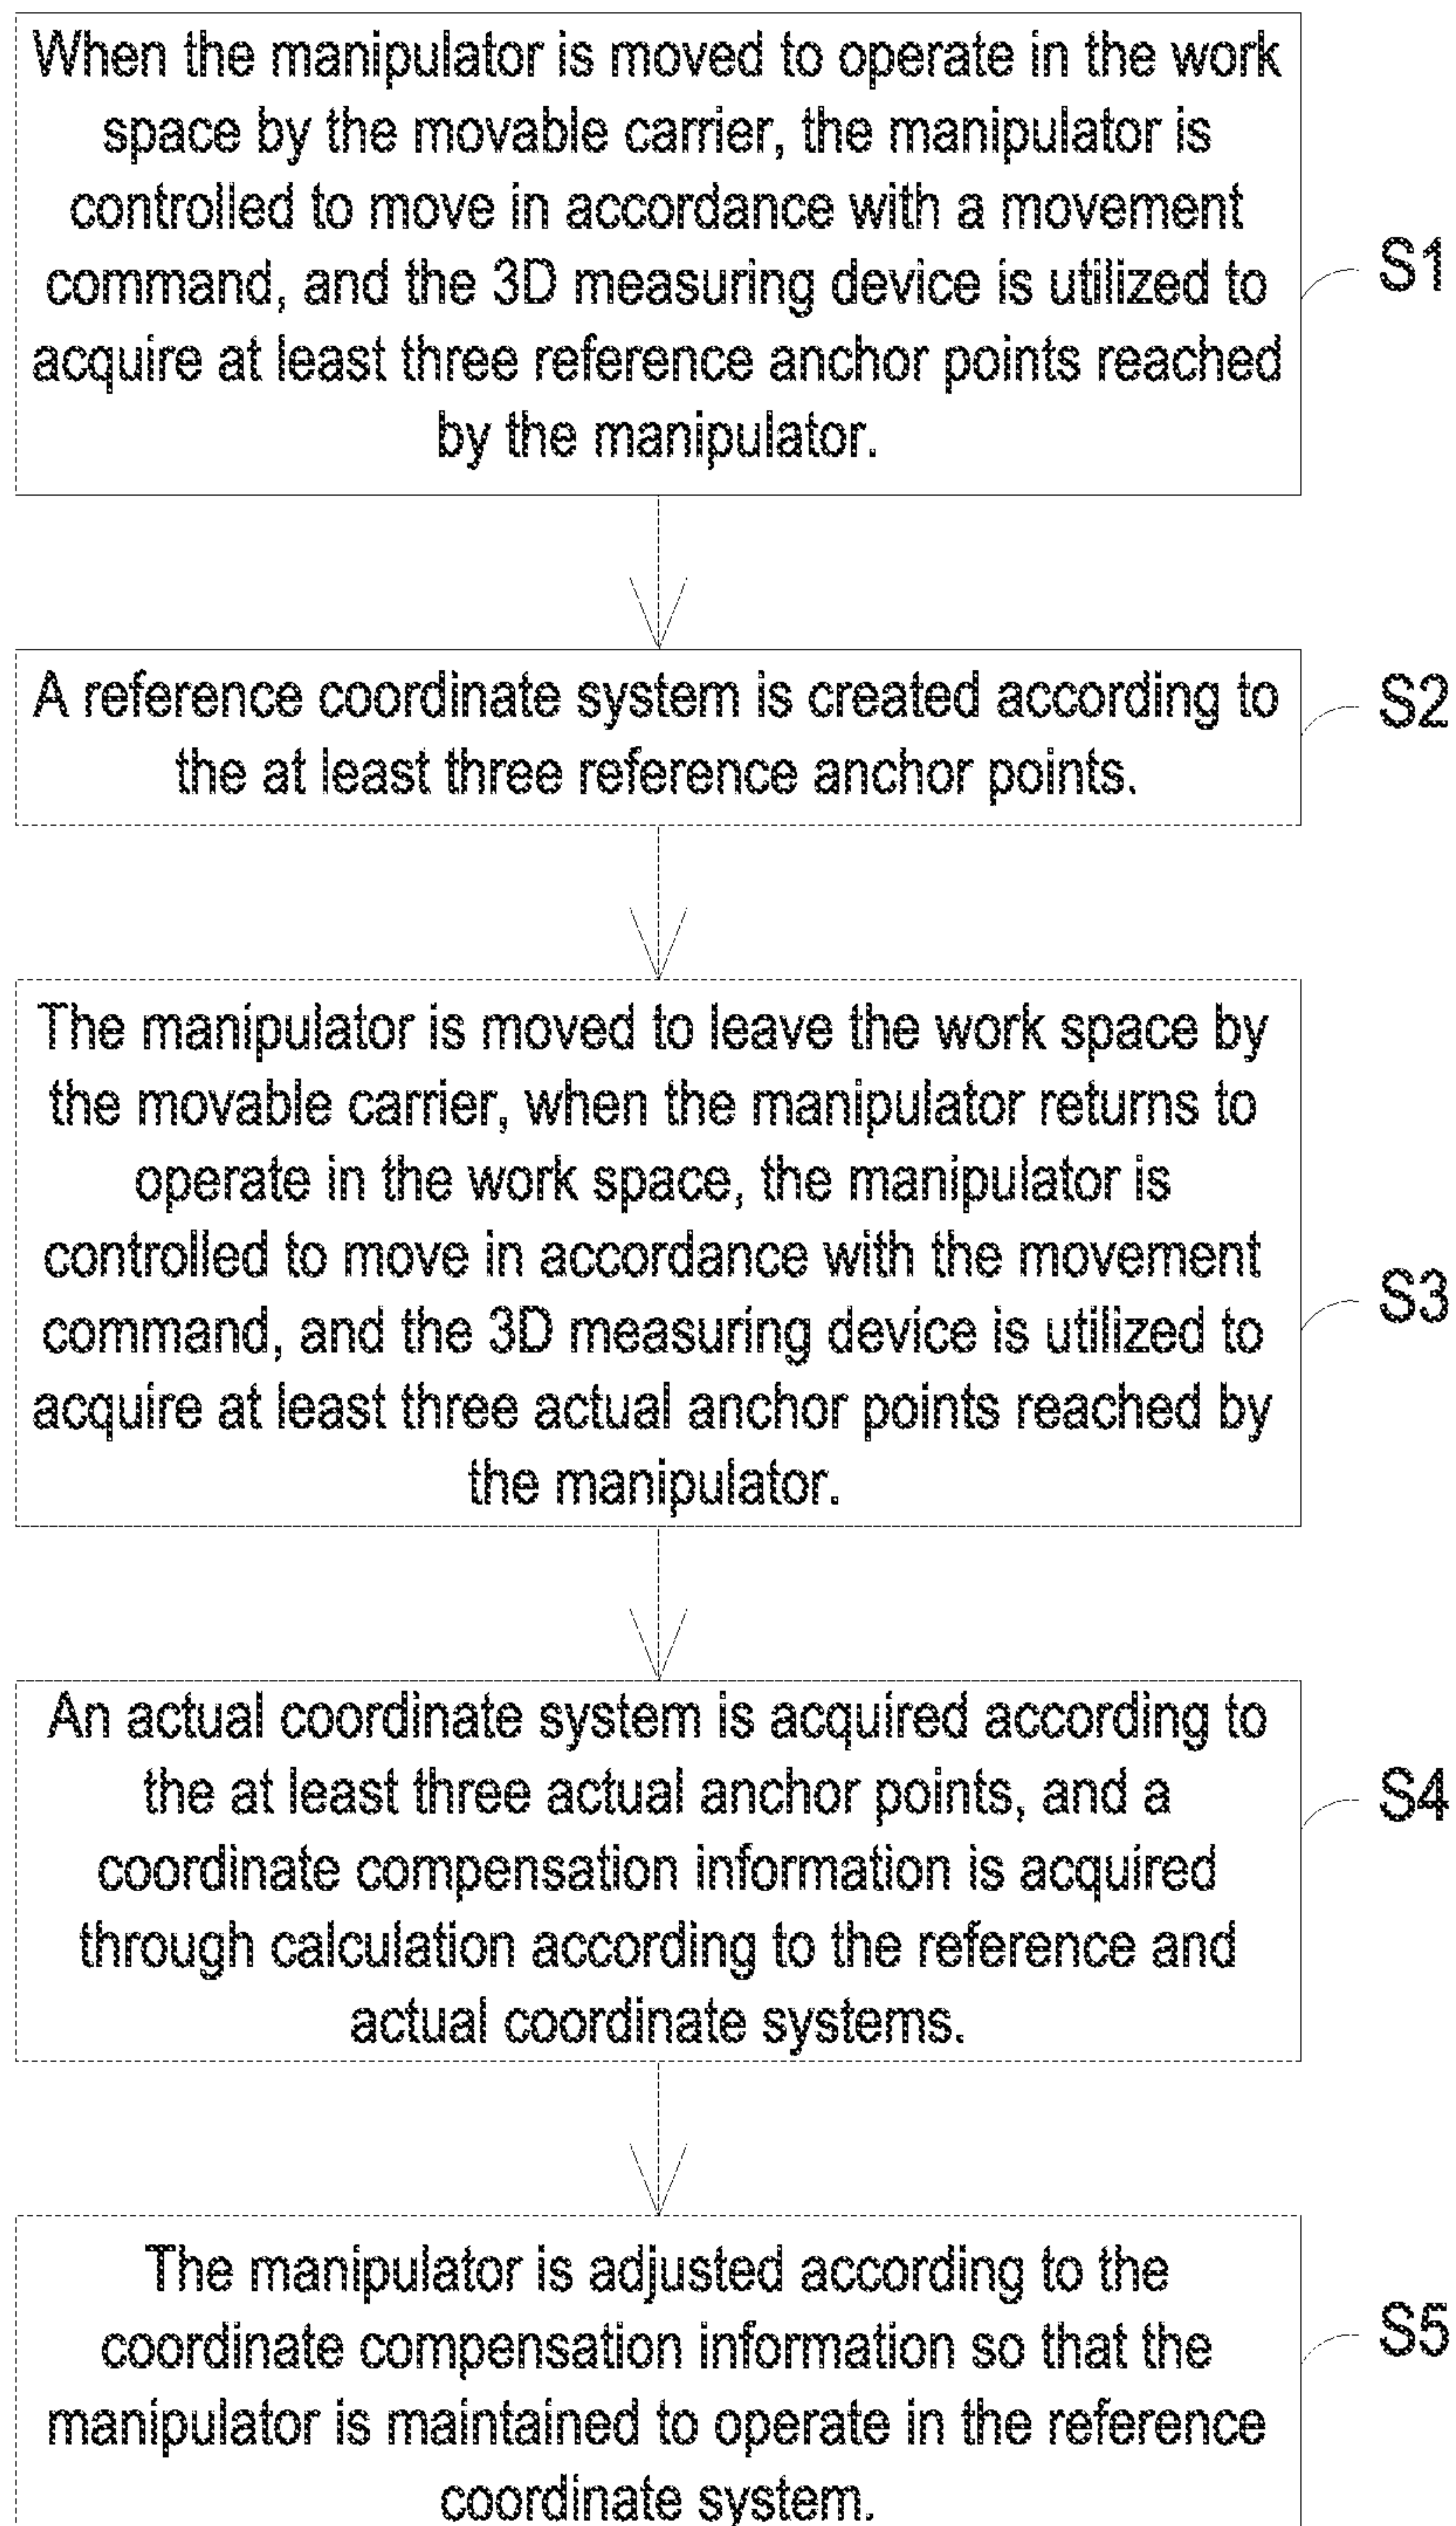 When the manipulator is moved to operate in the work
space by the movable carrier, the manipulator is
controlled to move in accordance with a movement
command, and the 3D measuring device is utilized to
acquire at least three reference anchor points reached
by the manipulator.
S1
A reference coordinate system is created according to
the at least three reference anchor points.
S2
The manipulator is moved to leave the work space by
the movable carrier, when the manipulator returns to
operate in the work space, the manipulator is
controlled to move in accordance with the movement
command, and the 3D measuring device is utilized to
acquire at least three actual anchor points reached by
the manipulator.
S3
An actual coordinate system is acquired according to
the at least three actual anchor points, and a
coordinate compensation information is acquired
through calculation according to the reference and
actual coordinate systems.
S4
The manipulator is adjusted according to the
coordinate compensation information so that the
manipulator is maintained to operate in the reference
coordinate system.
S5